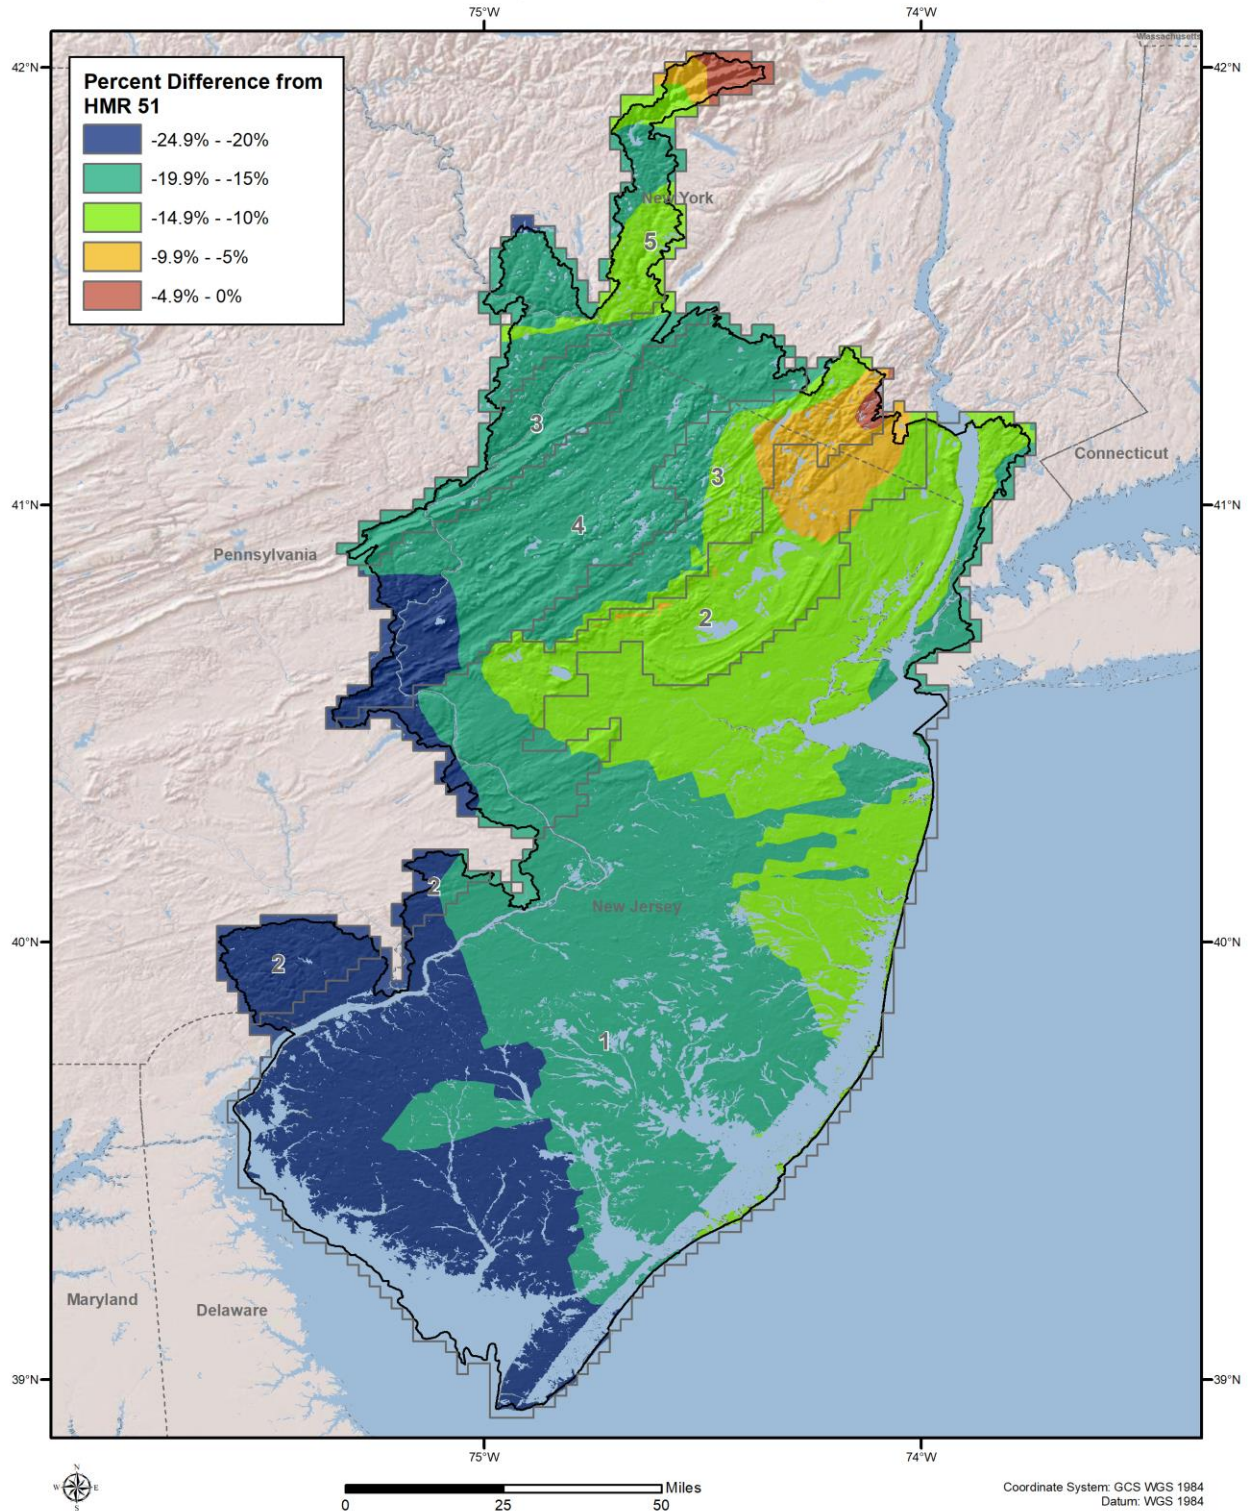 75°W
74°W
Massachusetts
42°N
42°N
Percent Difference from
HMR 51
-24.9% - -20%
-19.9% - -15%
-14.9% - -10%
-9.9% - -5%
-4.9% - 0%
New York
5
3
Connecticut
3
41°N
41°N
4
Pennsylvania
2
2
New Jersey
40°N
40°N
2
1
Maryland
Delaware
39°N
39°N
75°W
74°W
N
W
E
S
Miles
0
25
50
Coordinate System: GCS WGS 1984
Datum: WGS 1984